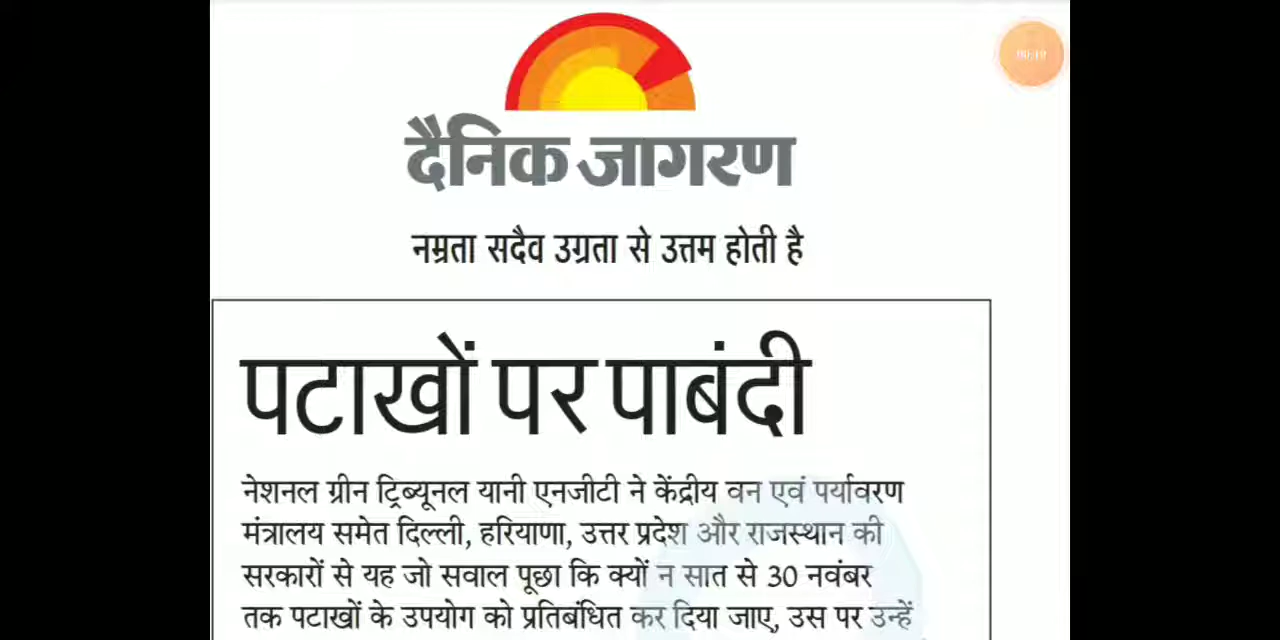 दैनिक जागरण
नम्रता सदैव उग्रता से उत्तम होती है
पटाखों पर पाबंदी
नेशनल ग्रीन ट्रिब्यूनल यानी एनजीटी ने केंद्रीय वन एवं पर्यावरण
मंत्रालय समेत दिल्ली, हरियाणा, उत्तर प्रदेश और राजस्थान की
सरकारों से यह जो सवाल पूछा कि क्यों न सात से 30 नवंबर
तक पटाखों के उपयोग को प्रतिबंधित कर दिया जाए, उस पर उन्हें